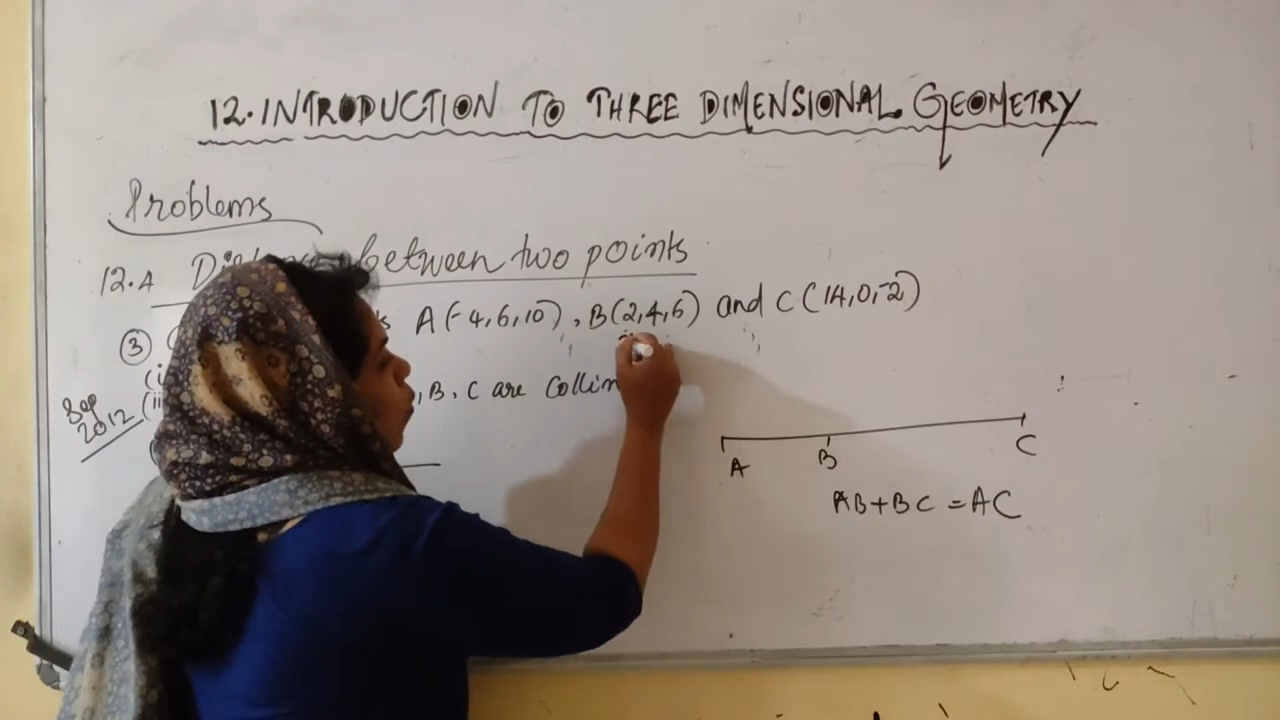 12. INTRODUCTION TO THREE DIMENSIONAL GEOMETRY
Problems
12.A between two points
3 A(-4,6,10), B(2,4,6) and C(14,0,-2)
(i
Sep 2012
(ii , B, C are Collin
A B C
AB+BC = AC